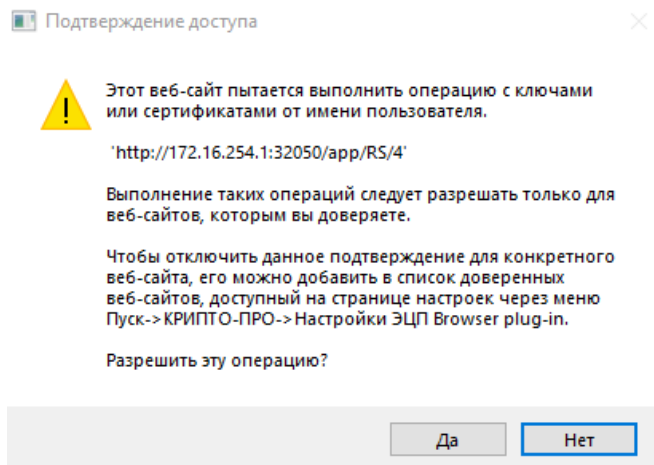 Подтверждение доступа
Этот веб-сайт пытается выполнить операцию с ключами
или сертификатами от имени пользователя.
'http://172.16.254.1:32050/app/RS/4'
Выполнение таких операций следует разрешать только для
веб-сайтов, которым вы доверяете.
Чтобы отключить данное подтверждение для конкретного
веб-сайта, его можно добавить в список доверенных
веб-сайтов, доступный на странице настроек через меню
Пуск->КРИПТО-ПРО->Настройки ЭЦП Browser plug-in.
Разрешить эту операцию?
Да
Нет